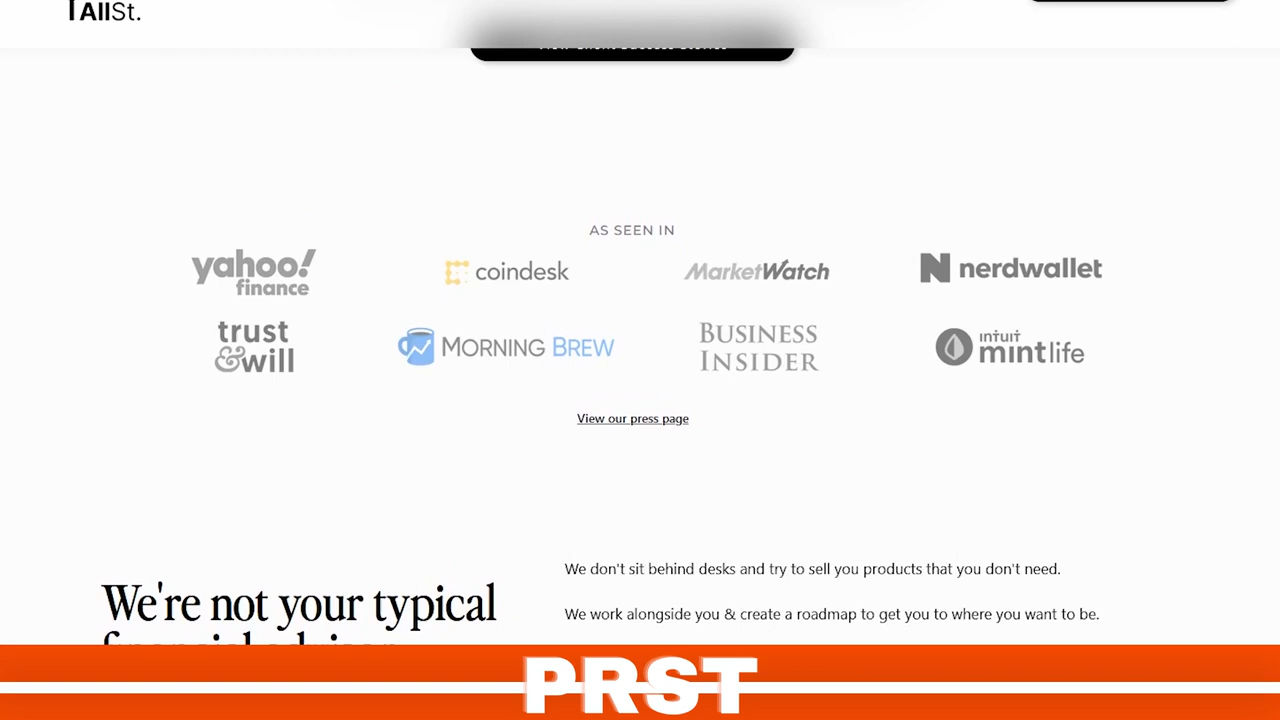 AllSt.
AS SEEN IN
yahoo! finance
coindesk
MarketWatch
nerdwallet
trust &will
MORNING BREW
BUSINESS INSIDER
INTUIT mintlife
View our press page
We don't sit behind desks and try to sell you products that you don't need.
We're not your typical
We work alongside you & create a roadmap to get you to where you want to be.
PRST